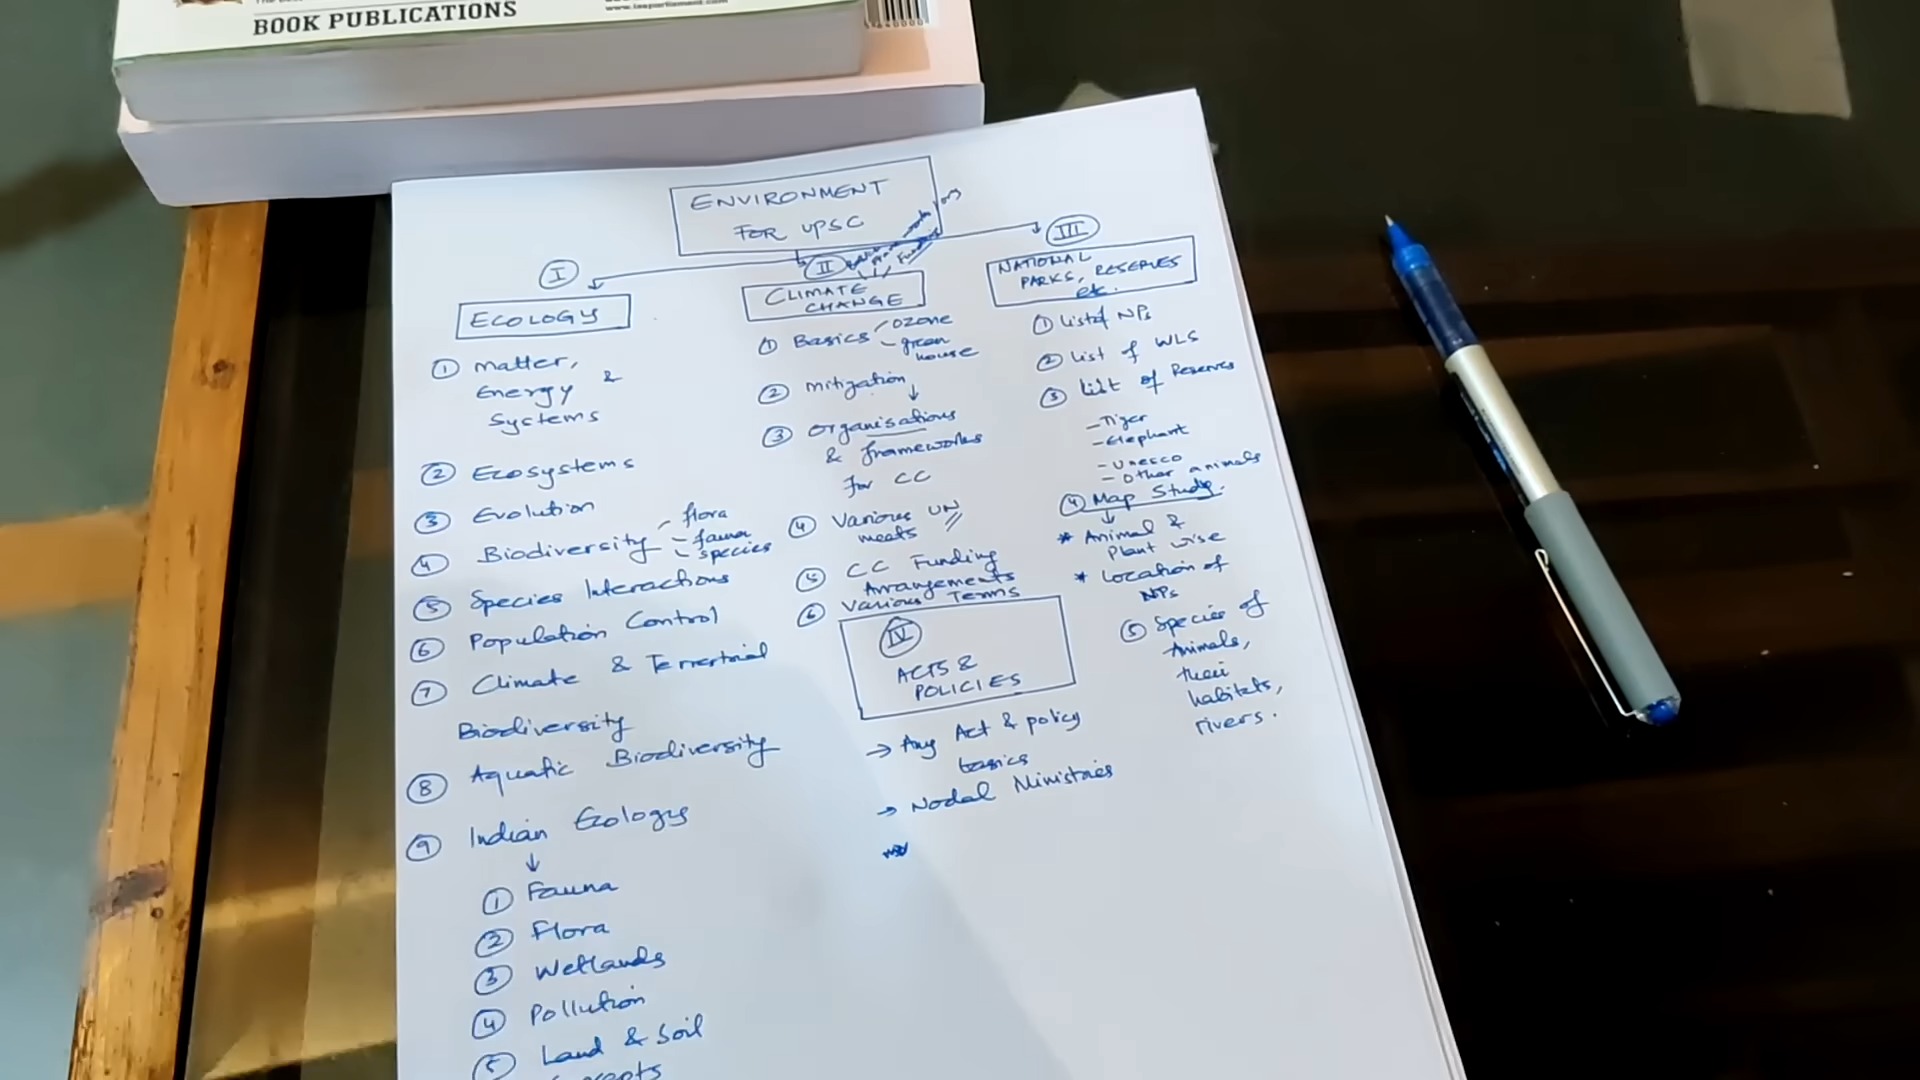 BOOK PUBLICATIONS
ENVIRONMENT
FOR UPSC
I
ECOLOGY
① matter,
Energy &
Systems
② Ecosystems
③ Evolution
④ Biodiversity - flora
- fauna
- species
⑤ Species Interactions
⑥ Population Control
⑦ Climate & Terrestrial
Biodiversity
⑧ Aquatic Biodiversity
⑨ Indian Ecology
↓
① Fauna
② Flora
③ Wetlands
④ Pollution
⑤ Land & Soil
II
CLIMATE
CHANGE
① Basics - Ozone
- green
house
② mitigation
↓
③ Organisations
& frameworks
for CC
④ Various UN
meets
⑤ CC Funding
Arrangements
⑥ Various Terms
IV
ACTS &
POLICIES
→ Any Act & policy
basics
→ Nodal Ministries
III
NATIONAL
PARKS, RESERVES
etc.
① list of NPs
② list of WLS
③ list of Reserves
- Tiger
- Elephant
- Unesco
- Other animals
④ Map Study.
↓
* Animal &
Plant wise
* Location of
NPs
⑤ Species of
Animals,
their
habitats,
rivers.